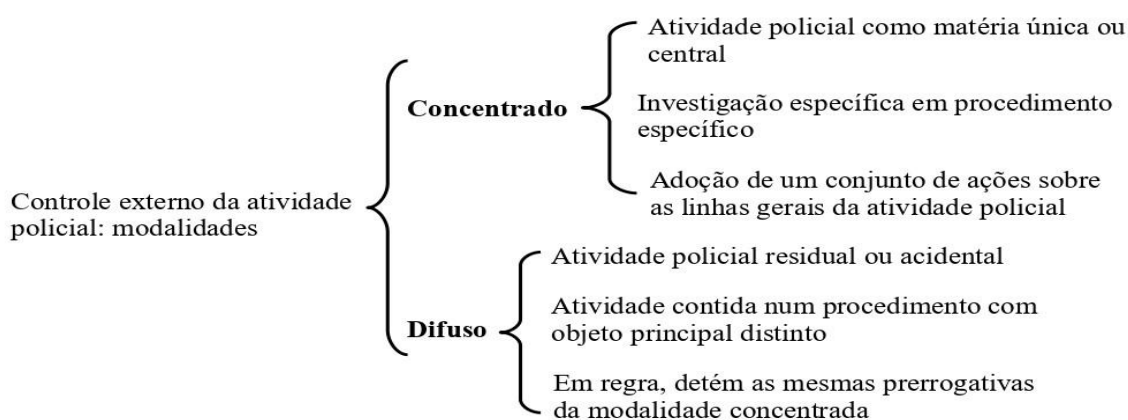 Controle externo da atividade
policial: modalidades
Concentrado
Atividade policial como matéria única ou
central
Investigação específica em procedimento
específico
Adoção de um conjunto de ações sobre
as linhas gerais da atividade policial
Difuso
Atividade policial residual ou acidental
Atividade contida num procedimento com
objeto principal distinto
Em regra, detém as mesmas prerrogativas
da modalidade concentrada